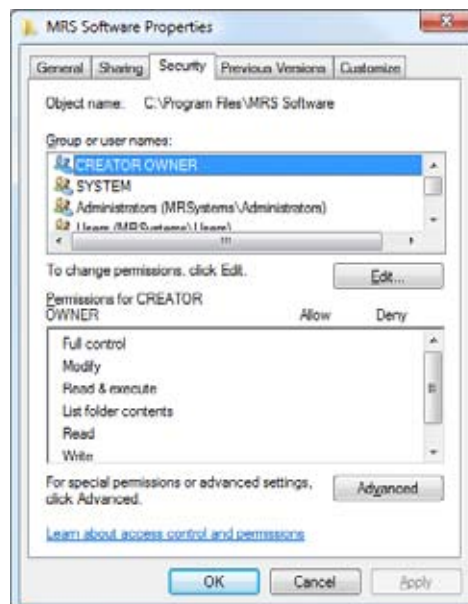 MRS Software Properties
General Sharing Security Previous Versions Customize
Object name: C:\Program Files\MRS Software
Group or user names:
CREATOR OWNER
SYSTEM
Administrators (MRSystems\Administrators)
Users (MRSystems\Users)
To change permissions, click Edit.
Edit...
Permissions for CREATOR
OWNER Allow Deny
Full control
Modify
Read & execute
List folder contents
Read
Write
For special permissions or advanced settings,
click Advanced.
Advanced
Learn about access control and permissions
OK Cancel Apply